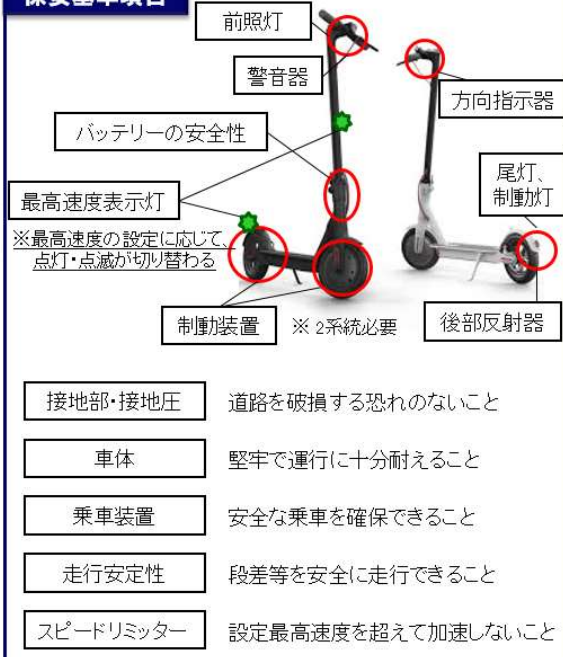 保安基準項目
前照灯
警音器
方向指示器
バッテリーの安全性
尾灯、
制動灯
最高速度表示灯
※最高速度の設定に応じて、
点灯・点滅が切り替わる
制動装置
※ 2系統必要
後部反射器
接地部・接地圧
道路を破損する恐れのないこと
車体
堅牢で運行に十分耐えること
乗車装置
安全な乗車を確保できること
走行安定性
段差等を安全に走行できること
スピードリミッター
設定最高速度を超えて加速しないこと